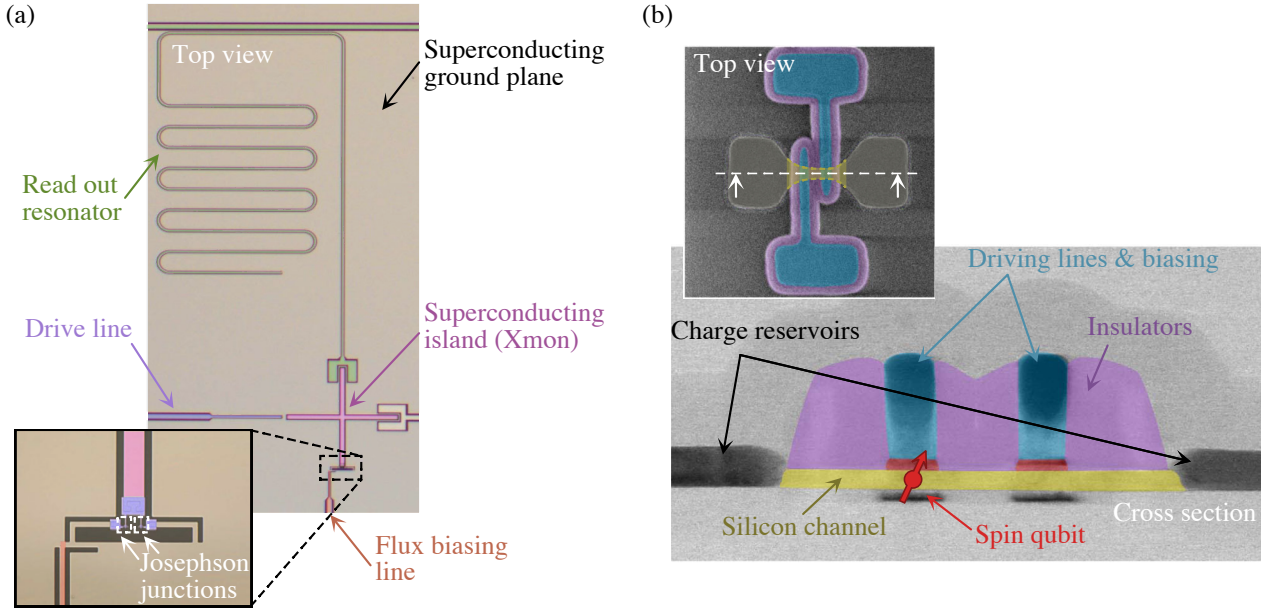 (a)
Top view
Superconducting
ground plane
Read out
resonator
Drive line
Superconducting
island (Xmon)
Josephson
junctions
Flux biasing
line
(b)
Top view
Driving lines & biasing
Charge reservoirs
Insulators
Silicon channel
Spin qubit
Cross section